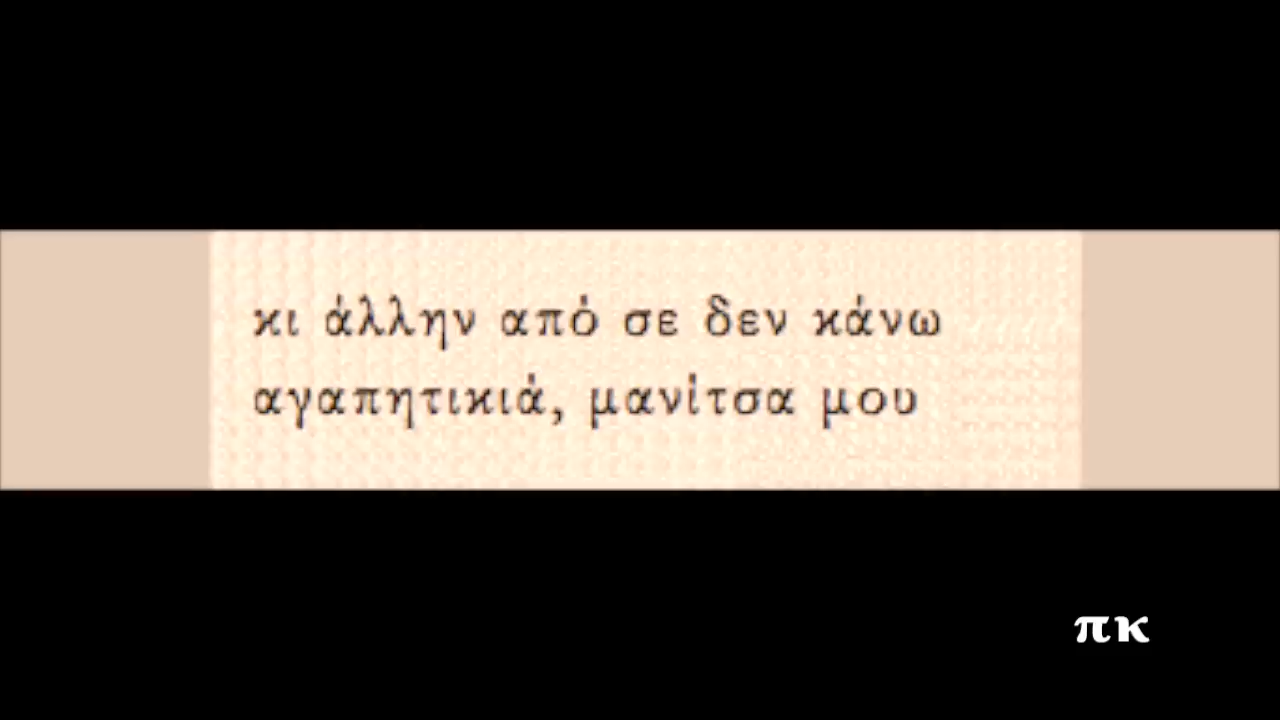 κι άλλην από σε δεν κάνω
αγαπητικιά, μανίτσα μου
πκ